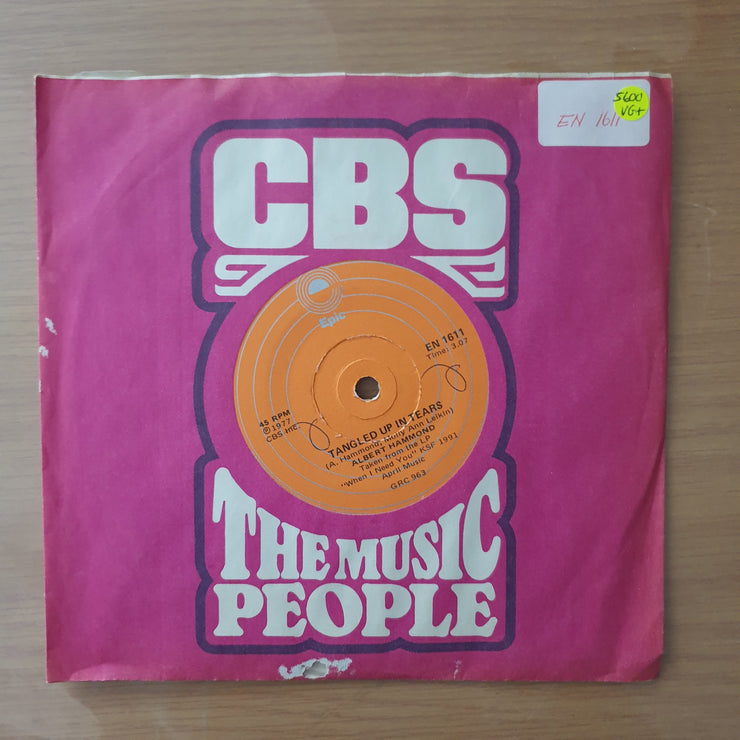 5600
VG+
EN 1611
CBS
Epic
EN 1611
Time: 3.07
45 RPM
℗ 1977
CBS Inc.
TANGLED UP IN TEARS
(A. Hammond, Molly Ann Leikin)
ALBERT HAMMOND
Taken from the LP
"When I Need You" KSF 1991
April Music
GRC 963
THE MUSIC
PEOPLE